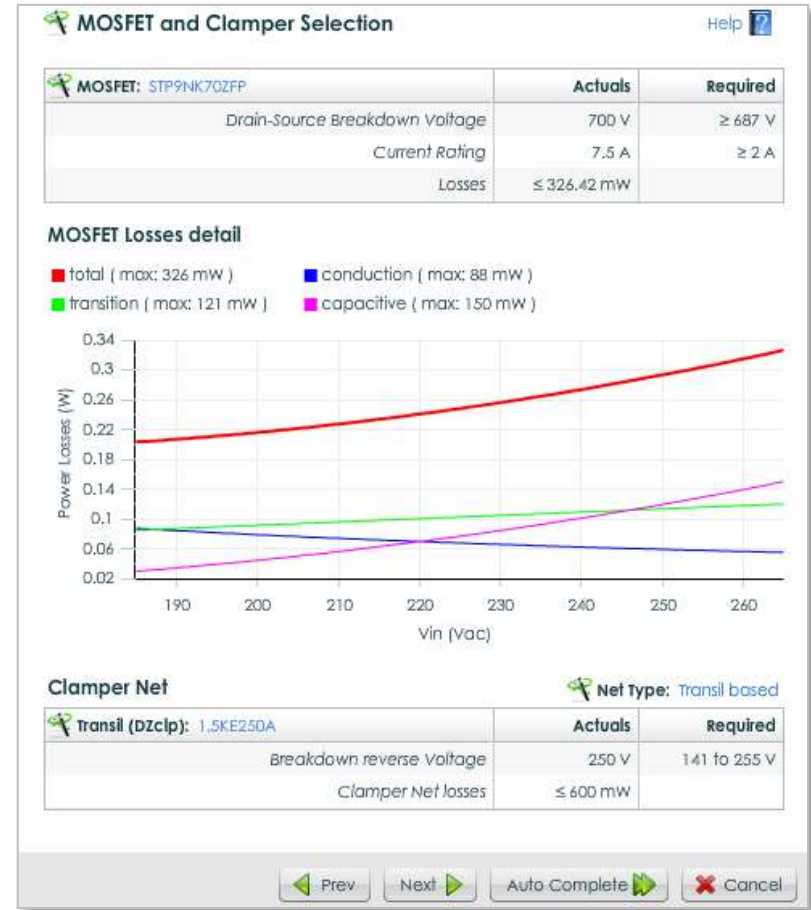 MOSFET and Clamper Selection Help ?
MOSFET: STP9NK70ZFP Actuals Required
Drain-Source Breakdown Voltage 700 V ≥ 687 V
Current Rating 7.5 A ≥ 2 A
Losses ≤ 326.42 mW
MOSFET Losses detail
total ( max: 326 mW ) conduction ( max: 88 mW )
transition ( max: 121 mW ) capacitive ( max: 150 mW )
Power Losses (W)
0.34
0.3
0.26
0.22
0.18
0.14
0.1
0.06
0.02
190 200 210 220 230 240 250 260
Vin (Vac)
Clamper Net Net Type: Transil based
Transil (DZclp): 1.5KE250A Actuals Required
Breakdown reverse Voltage 250 V 141 to 255 V
Clamper Net losses ≤ 600 mW
Prev Next Auto Complete Cancel